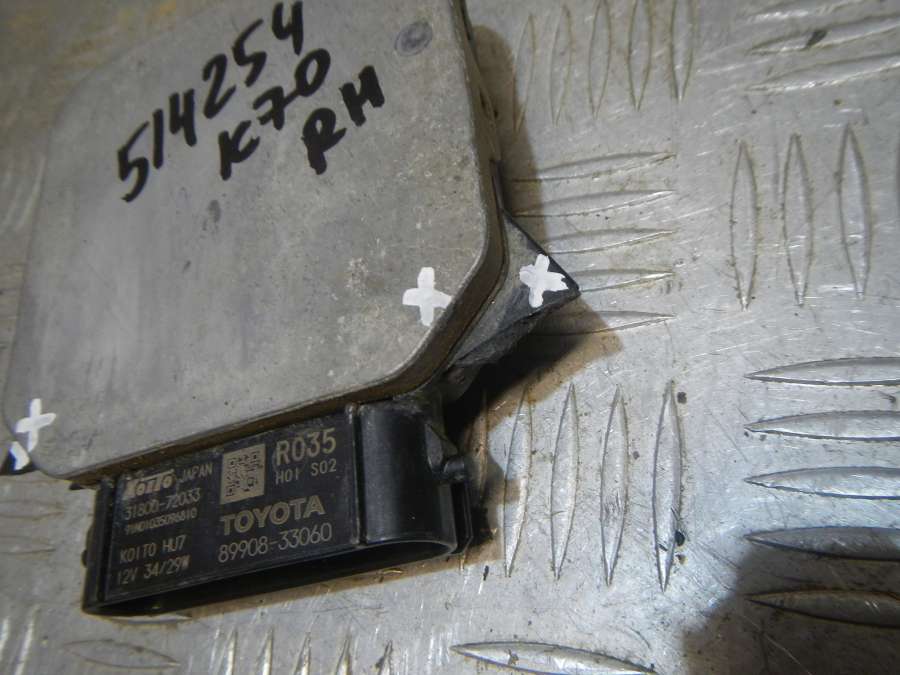 514254
K70
RH
KOITO JAPAN
R035
H01 S02
31800-72033
TOYOTA
89908-33060
KOITO HU7
12V 34/29W